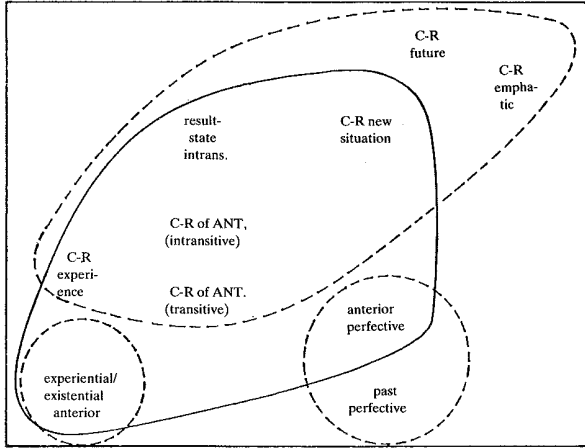 C-R
future
C-R
empha-
tic
result-
state
intrans.
C-R new
situation
C-R of ANT,
(intransitive)
C-R
experi-
ence
C-R of ANT.
(transitive)
anterior
perfective
experiential/
existential
anterior
past
perfective